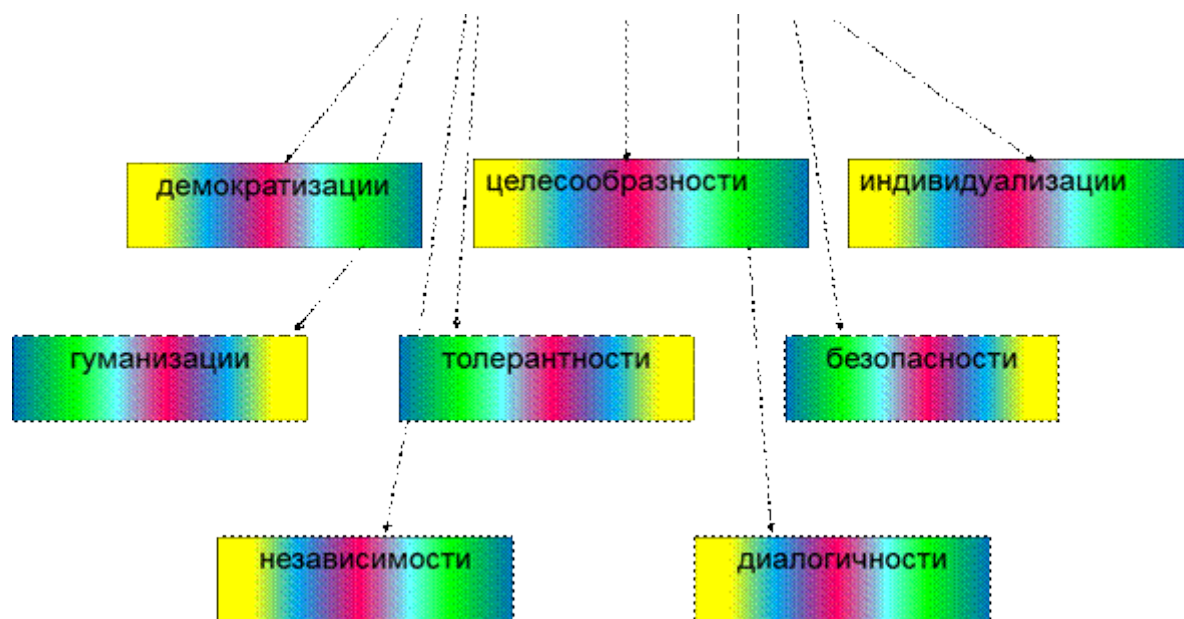 демократизации
целесообразности
индивидуализации
гуманизации
толерантности
безопасности
независимости
диалогичности